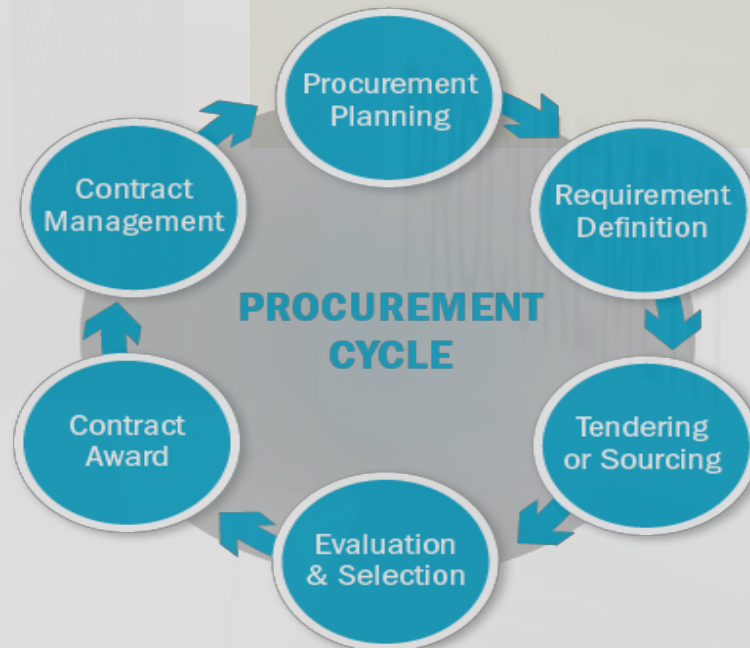 Procurement
Planning
Requirement
Definition
Tendering
or Sourcing
Evaluation
& Selection
Contract
Award
Contract
Management
PROCUREMENT
CYCLE